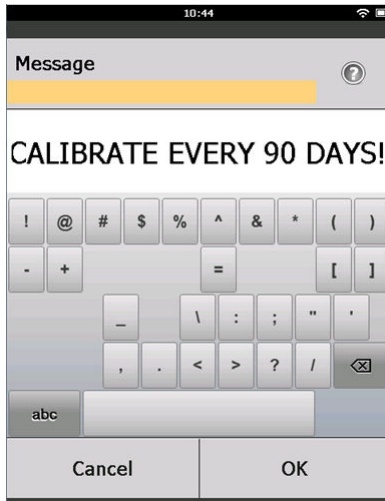 10:44
Message
?
CALIBRATE EVERY 90 DAYS!
! @ # $ % ^ & * ( )
- + = [ ]
_ \ : ; " '
, . < > ? /
abc
Cancel OK